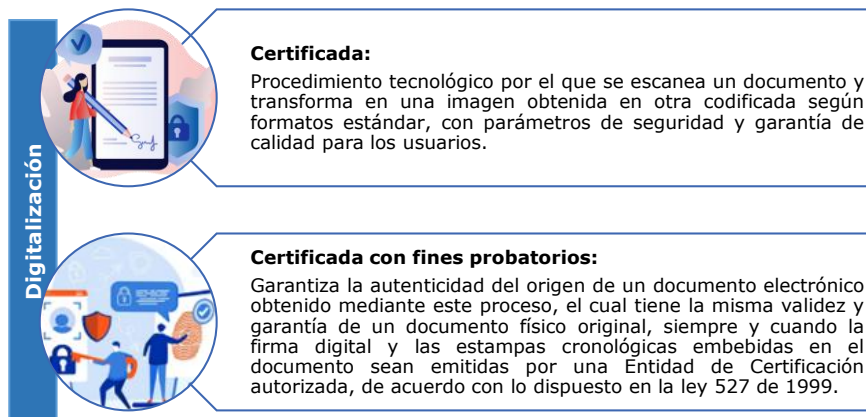 Digitalización
Certificada:
Procedimiento tecnológico por el que se escanea un documento y
transforma en una imagen obtenida en otra codificada según
formatos estándar, con parámetros de seguridad y garantía de
calidad para los usuarios.
Certificada con fines probatorios:
Garantiza la autenticidad del origen de un documento electrónico
obtenido mediante este proceso, el cual tiene la misma validez y
garantía de un documento físico original, siempre y cuando la
firma digital y las estampas cronológicas embebidas en el
documento sean emitidas por una Entidad de Certificación
autorizada, de acuerdo con lo dispuesto en la ley 527 de 1999.